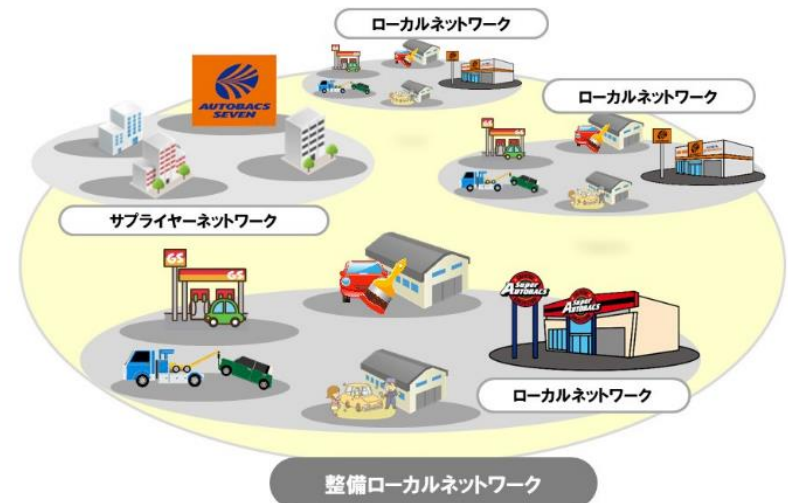 ローカルネットワーク
AUTOBACS
SEVEN
ローカルネットワーク
サプライヤーネットワーク
GS
GS
Super
AUTOBACS
Super
AUTOBACS
ローカルネットワーク
整備ローカルネットワーク